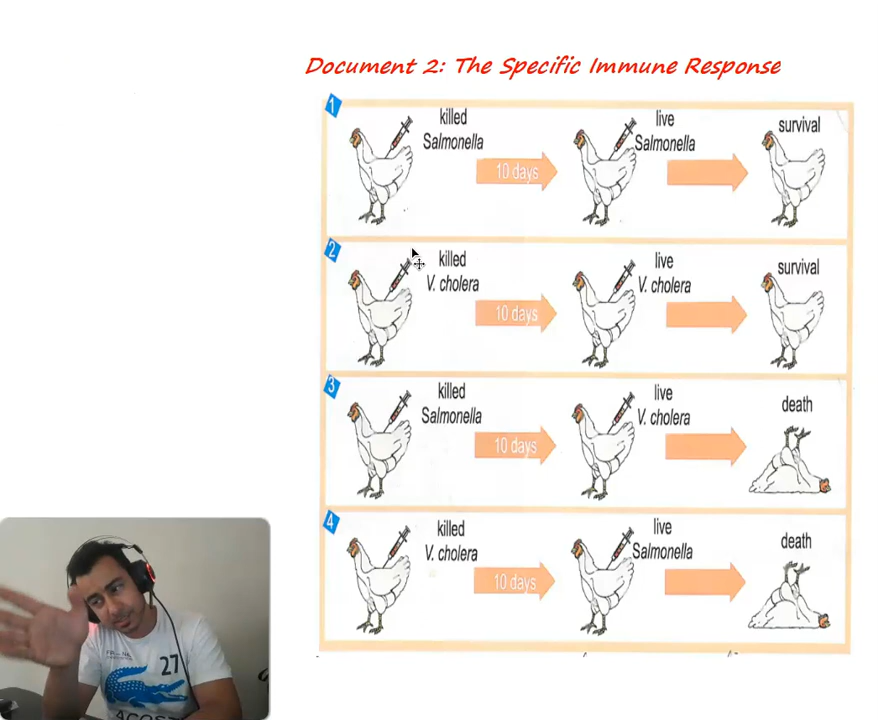 Document 2: The Specific Immune Response
1
killed
Salmonella
10 days
live
Salmonella
survival
2
killed
V. cholera
10 days
live
V. cholera
survival
3
killed
Salmonella
10 days
live
V. cholera
death
4
killed
V. cholera
10 days
live
Salmonella
death
27